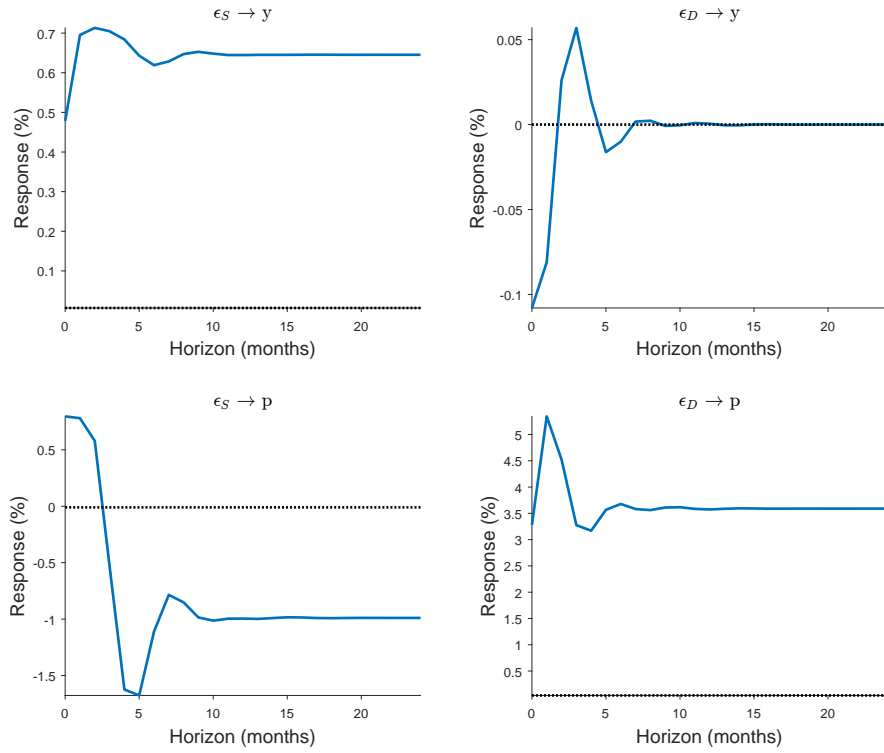 ϵ_S → y
0.7
0.6
0.5
0.4
0.3
0.2
0.1
0 5 10 15 20
Response (%)
Horizon (months)
ϵ_D → y
0.05
0
-0.05
-0.1
0 5 10 15 20
Response (%)
Horizon (months)
ϵ_S → p
0.5
0
-0.5
-1
-1.5
0 5 10 15 20
Response (%)
Horizon (months)
ϵ_D → p
5
4.5
4
3.5
3
2.5
2
1.5
1
0.5
0 5 10 15 20
Response (%)
Horizon (months)